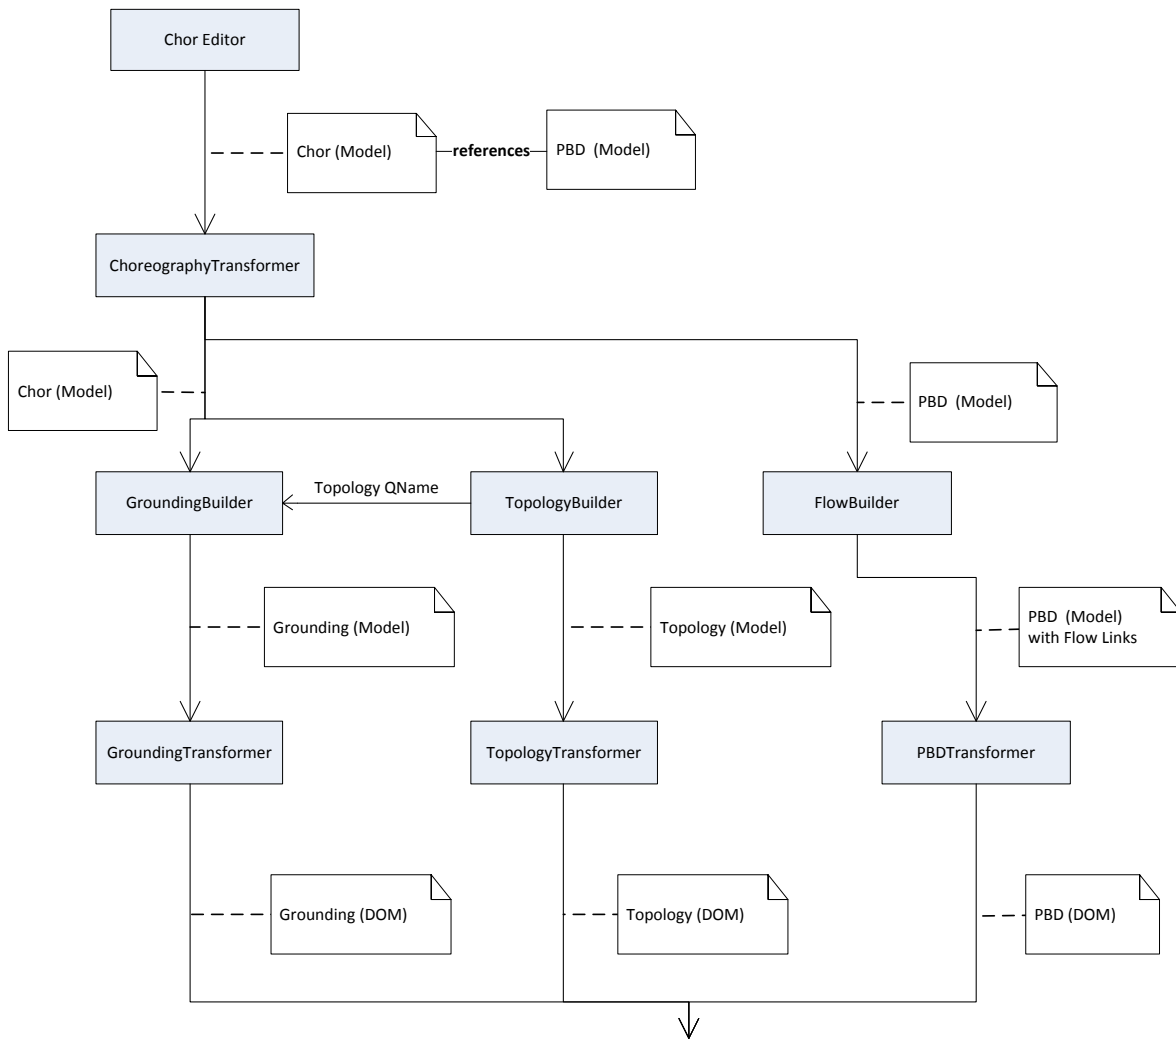 Chor Editor
Chor (Model)
references
PBD  (Model)
ChoreographyTransformer
Chor (Model)
PBD  (Model)
GroundingBuilder
Topology QName
TopologyBuilder
FlowBuilder
Grounding (Model)
Topology (Model)
PBD  (Model)
with Flow Links
GroundingTransformer
TopologyTransformer
PBDTransformer
Grounding (DOM)
Topology (DOM)
PBD (DOM)